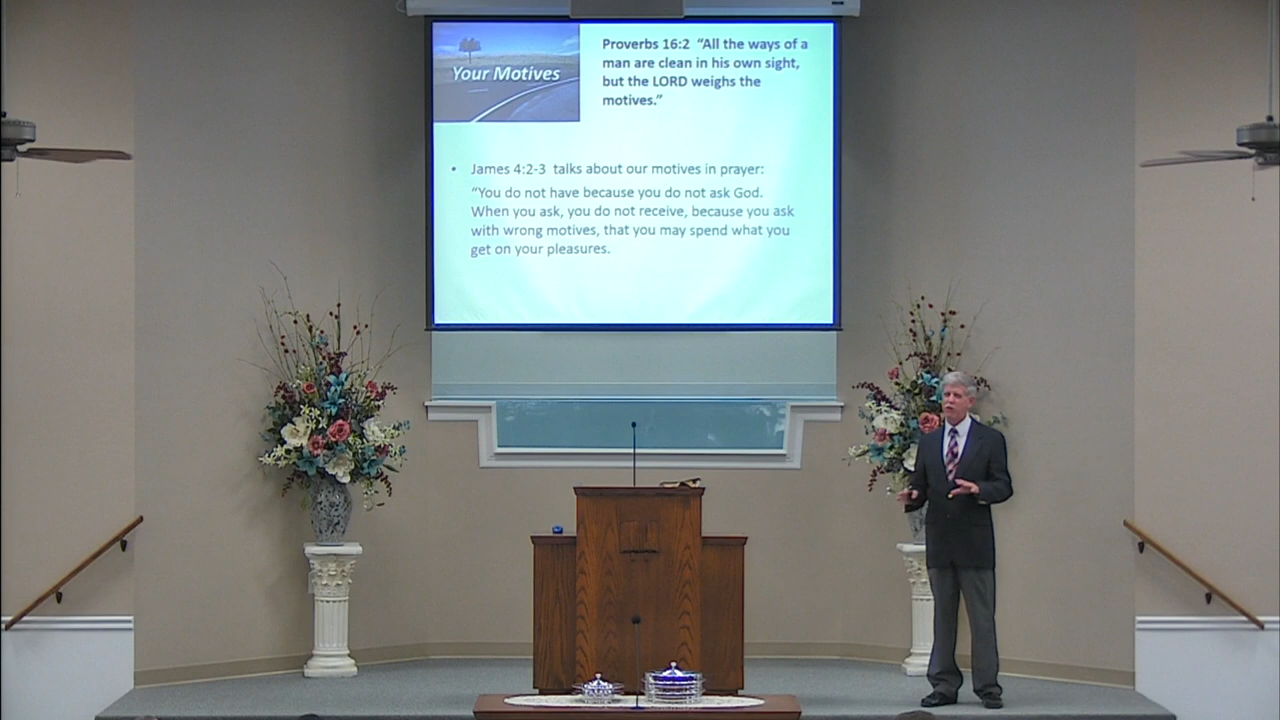 Your Motives
Proverbs 16:2 "All the ways of a
man are clean in his own sight,
but the LORD weighs the
motives."
• James 4:2-3 talks about our motives in prayer:
"You do not have because you do not ask God.
When you ask, you do not receive, because you ask
with wrong motives, that you may spend what you
get on your pleasures.